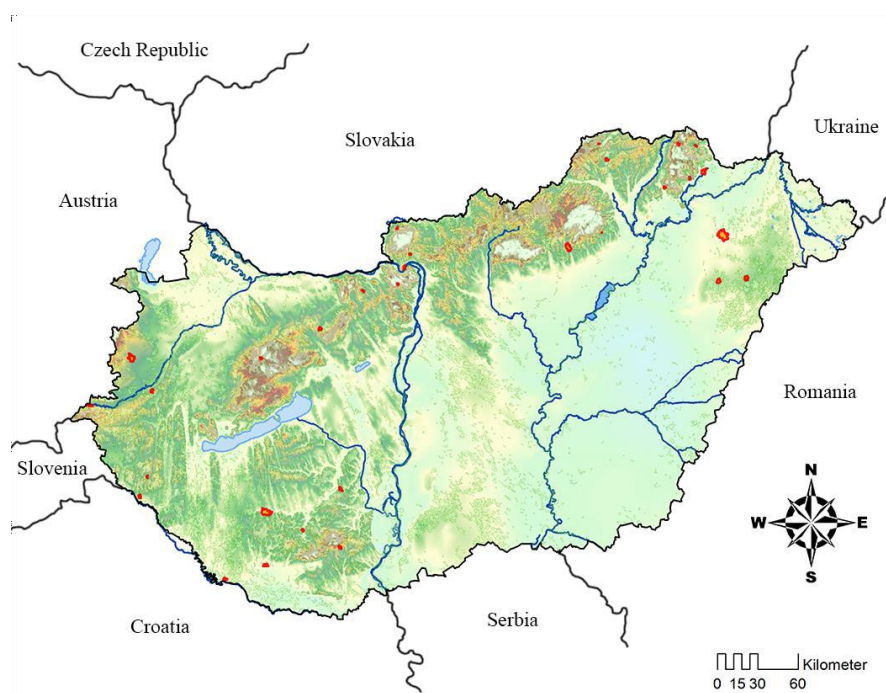 Czech Republic
Slovakia
Ukraine
Austria
Romania
Slovenia
N
W
E
S
Croatia
Serbia
Kilometer
0 15 30 60